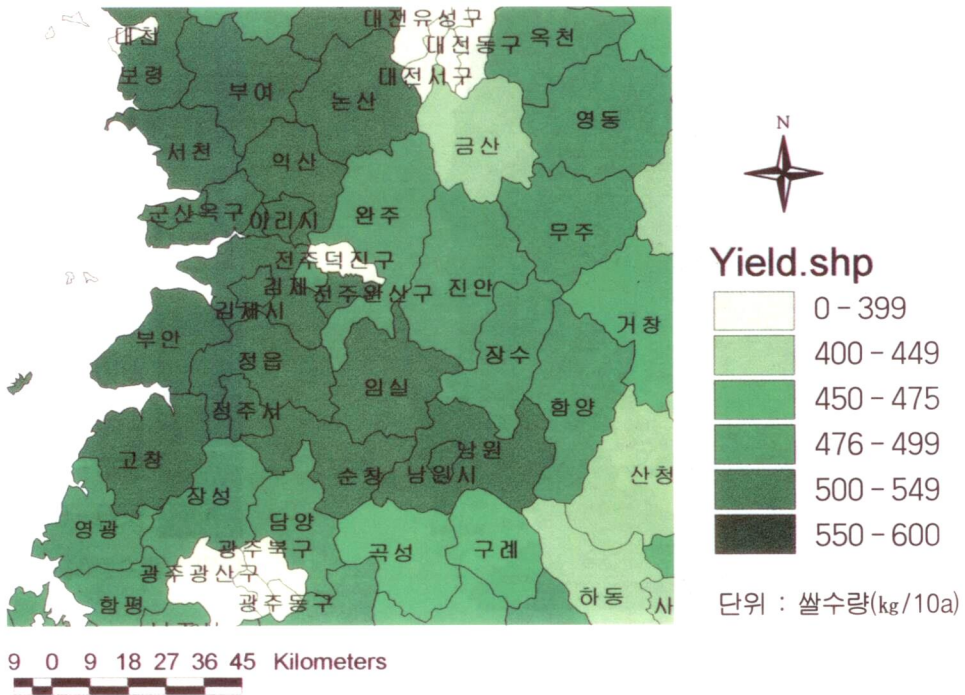 대전유성구
대천
대전동구
옥천
보령
대전서구
부여
논산
영동
금산
서천
익산
군산옥구
이리시
완주
무주
전주덕진구
김제
전주완산구
진안
김제시
거창
부안
정읍
장수
임실
정주시
함양
남원
고창
순창
남원시
산청
장성
영광
담양
광주북구
곡성
구례
광주광산구
함평
광주동구
하동
N
Yield.shp
0-399
400-449
450-475
476-499
500-549
550-600
단위 : 쌀수량(kg/10a)
9 0 9 18 27 36 45 Kilometers